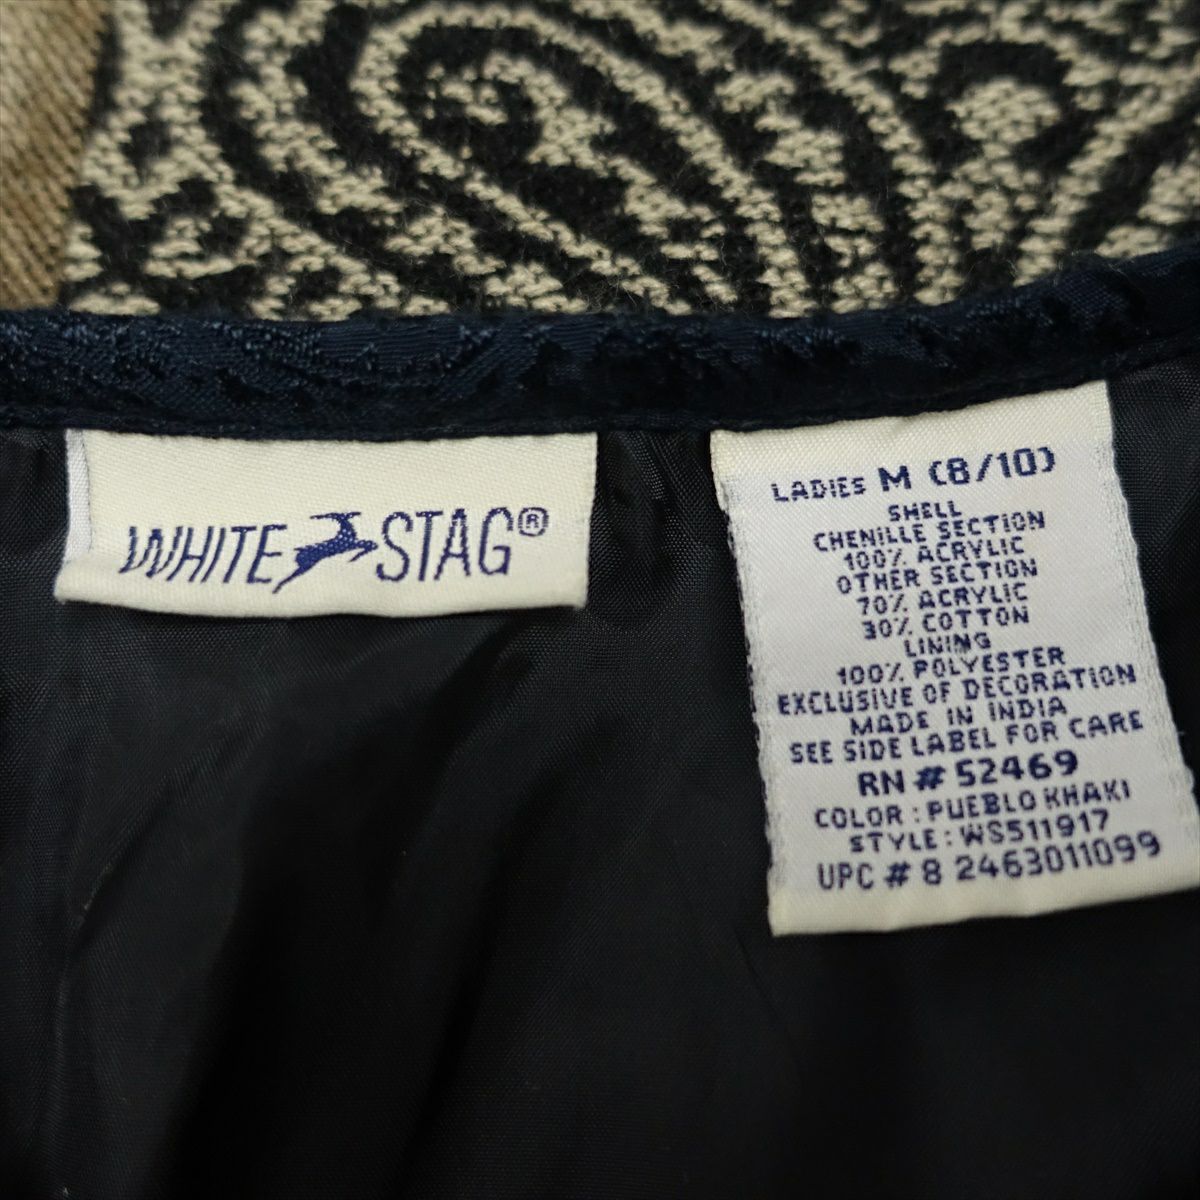 WHITE STAG®
LADIES M (8/10)
SHELL
CHENILLE SECTION
100% ACRYLIC
OTHER SECTION
70% ACRYLIC
30% COTTON
LINING
100% POLYESTER
EXCLUSIVE OF DECORATION
MADE IN INDIA
SEE SIDE LABEL FOR CARE
RN # 52469
COLOR : PUEBLO KHAKI
STYLE : WS511917
UPC # 8 2463011099